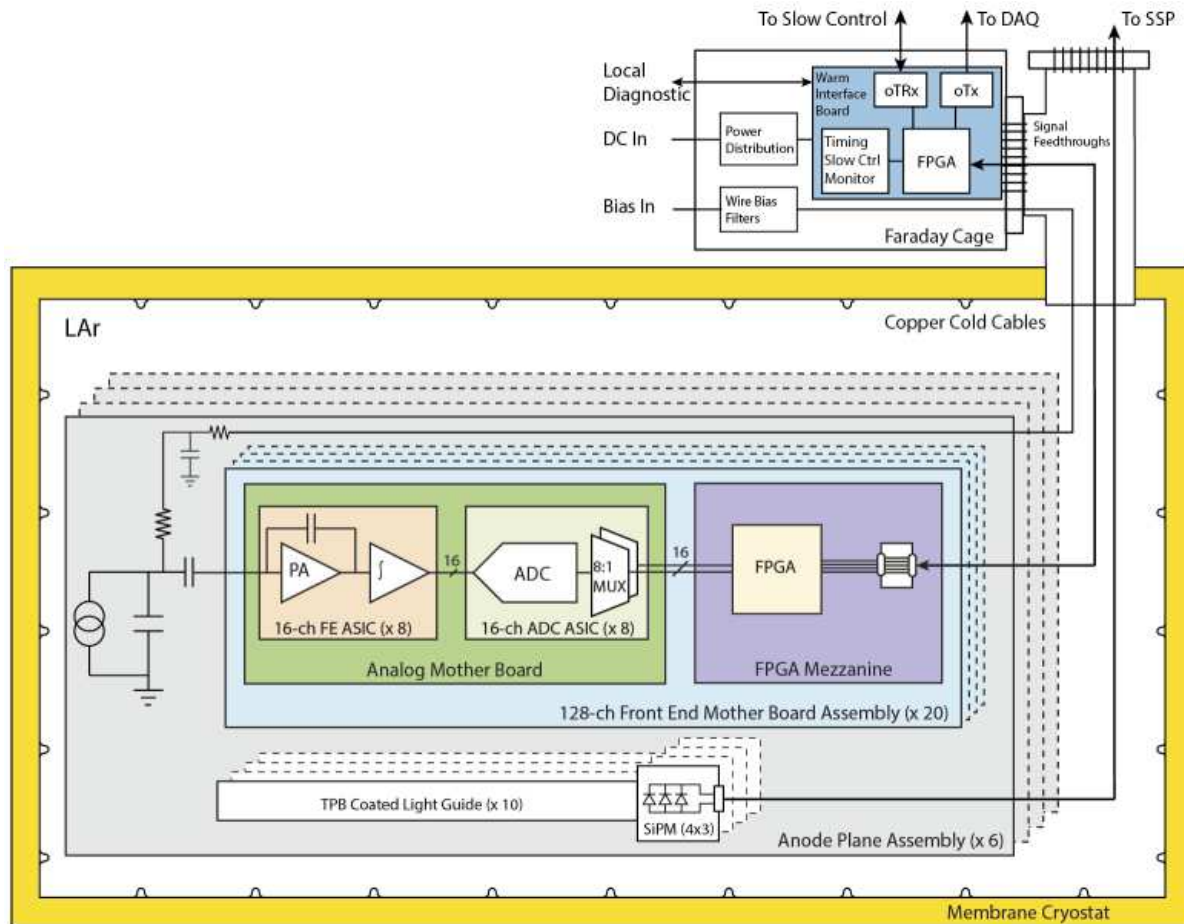 To Slow Control
To DAQ
To SSP
Local
Diagnostic
Warm
Interface
Board
oTRx
oTx
DC In
Power
Distribution
Timing
Slow Ctrl
Monitor
FPGA
Signal
Feedthroughs
Bias In
Wire Bias
Filters
Faraday Cage
LAr
Copper Cold Cables
PA
∫
16
ADC
8:1
MUX
16
FPGA
16-ch FE ASIC (x 8)
16-ch ADC ASIC (x 8)
Analog Mother Board
FPGA Mezzanine
128-ch Front End Mother Board Assembly (x 20)
TPB Coated Light Guide (x 10)
SiPM (4x3)
Anode Plane Assembly (x 6)
Membrane Cryostat